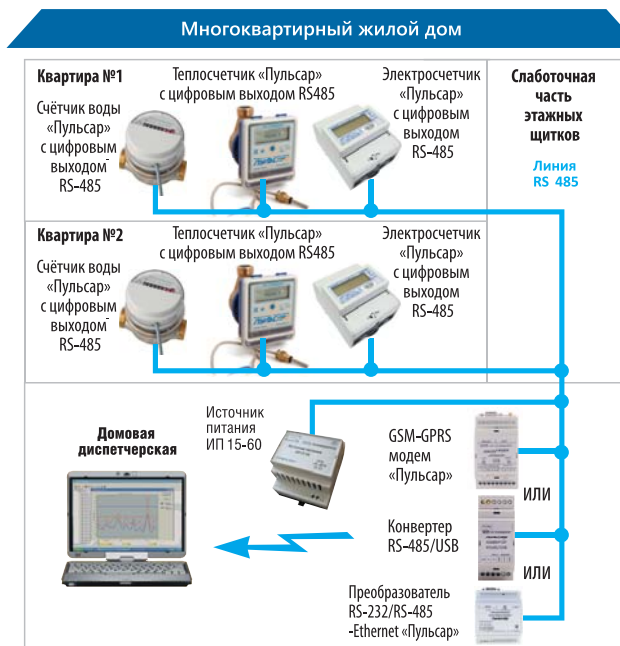 Многоквартирный жилой дом
Квартира №1
Счётчик воды
«Пульсар»
с цифровым
выходом
RS-485
Теплосчетчик «Пульсар»
с цифровым выходом RS485
Электросчетчик
«Пульсар»
с цифровым
выходом
RS-485
Слаботочная
часть
этажных
щитков
Линия
RS 485
Квартира №2
Счётчик воды
«Пульсар»
с цифровым
выходом
RS-485
Теплосчетчик «Пульсар»
с цифровым выходом RS485
Электросчетчик
«Пульсар»
с цифровым
выходом
RS-485
Домовая
диспетчерская
Источник
питания
ИП 15-60
GSM-GPRS
модем
«Пульсар»
ИЛИ
Конвертер
RS-485/USB
ИЛИ
Преобразователь
RS-232/RS-485
-Ethernet «Пульсар»